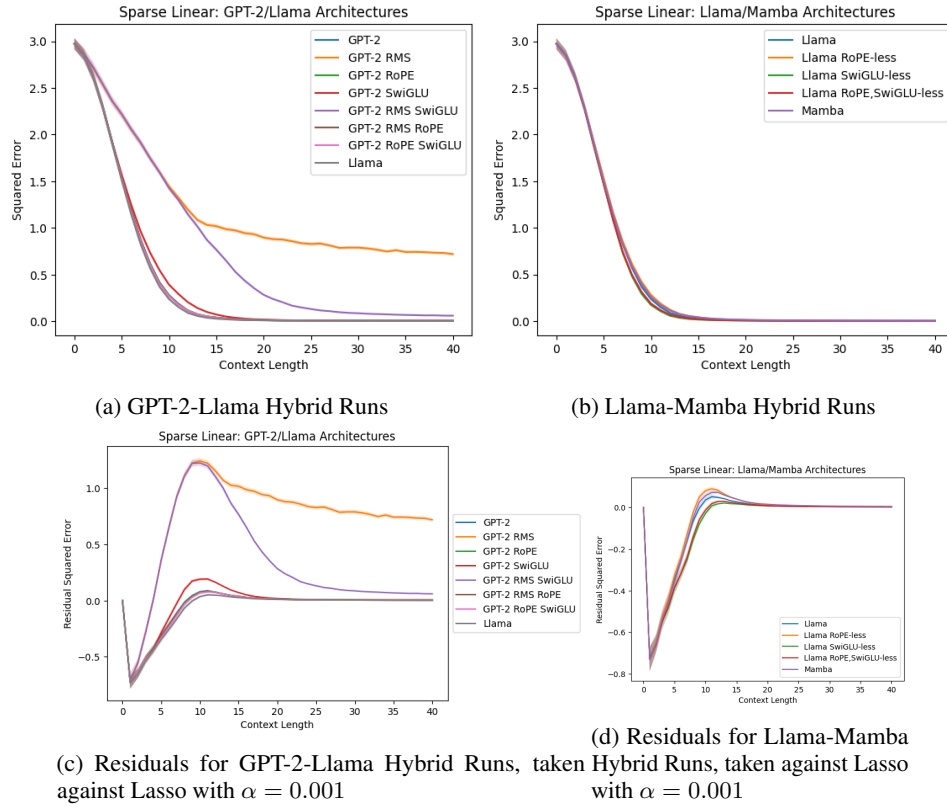 Sparse Linear: GPT-2/Llama Architectures
Squared Error
3.0
2.5
2.0
1.5
1.0
0.5
0.0
GPT-2
GPT-2 RMS
GPT-2 RoPE
GPT-2 SwiGLU
GPT-2 RMS SwiGLU
GPT-2 RMS RoPE
GPT-2 RoPE SwiGLU
Llama
0 5 10 15 20 25 30 35 40
Context Length
(a) GPT-2-Llama Hybrid Runs
Sparse Linear: Llama/Mamba Architectures
Squared Error
3.0
2.5
2.0
1.5
1.0
0.5
0.0
Llama
Llama RoPE-less
Llama SwiGLU-less
Llama RoPE,SwiGLU-less
Mamba
0 5 10 15 20 25 30 35 40
Context Length
(b) Llama-Mamba Hybrid Runs
Sparse Linear: GPT-2/Llama Architectures
Residual Squared Error
1.0
0.5
0.0
−0.5
GPT-2
GPT-2 RMS
GPT-2 RoPE
GPT-2 SwiGLU
GPT-2 RMS SwiGLU
GPT-2 RMS RoPE
GPT-2 RoPE SwiGLU
Llama
0 5 10 15 20 25 30 35 40
Context Length
(c) Residuals for GPT-2-Llama Hybrid Runs, taken
against Lasso with α = 0.001
Sparse Linear: Llama/Mamba Architectures
Residual Squared Error
0.0
−0.2
−0.4
−0.6
−0.8
Llama
Llama RoPE-less
Llama SwiGLU-less
Llama RoPE,SwiGLU-less
Mamba
0 5 10 15 20 25 30 35 40
Context Length
(d) Residuals for Llama-Mamba
Hybrid Runs, taken against Lasso
with α = 0.001